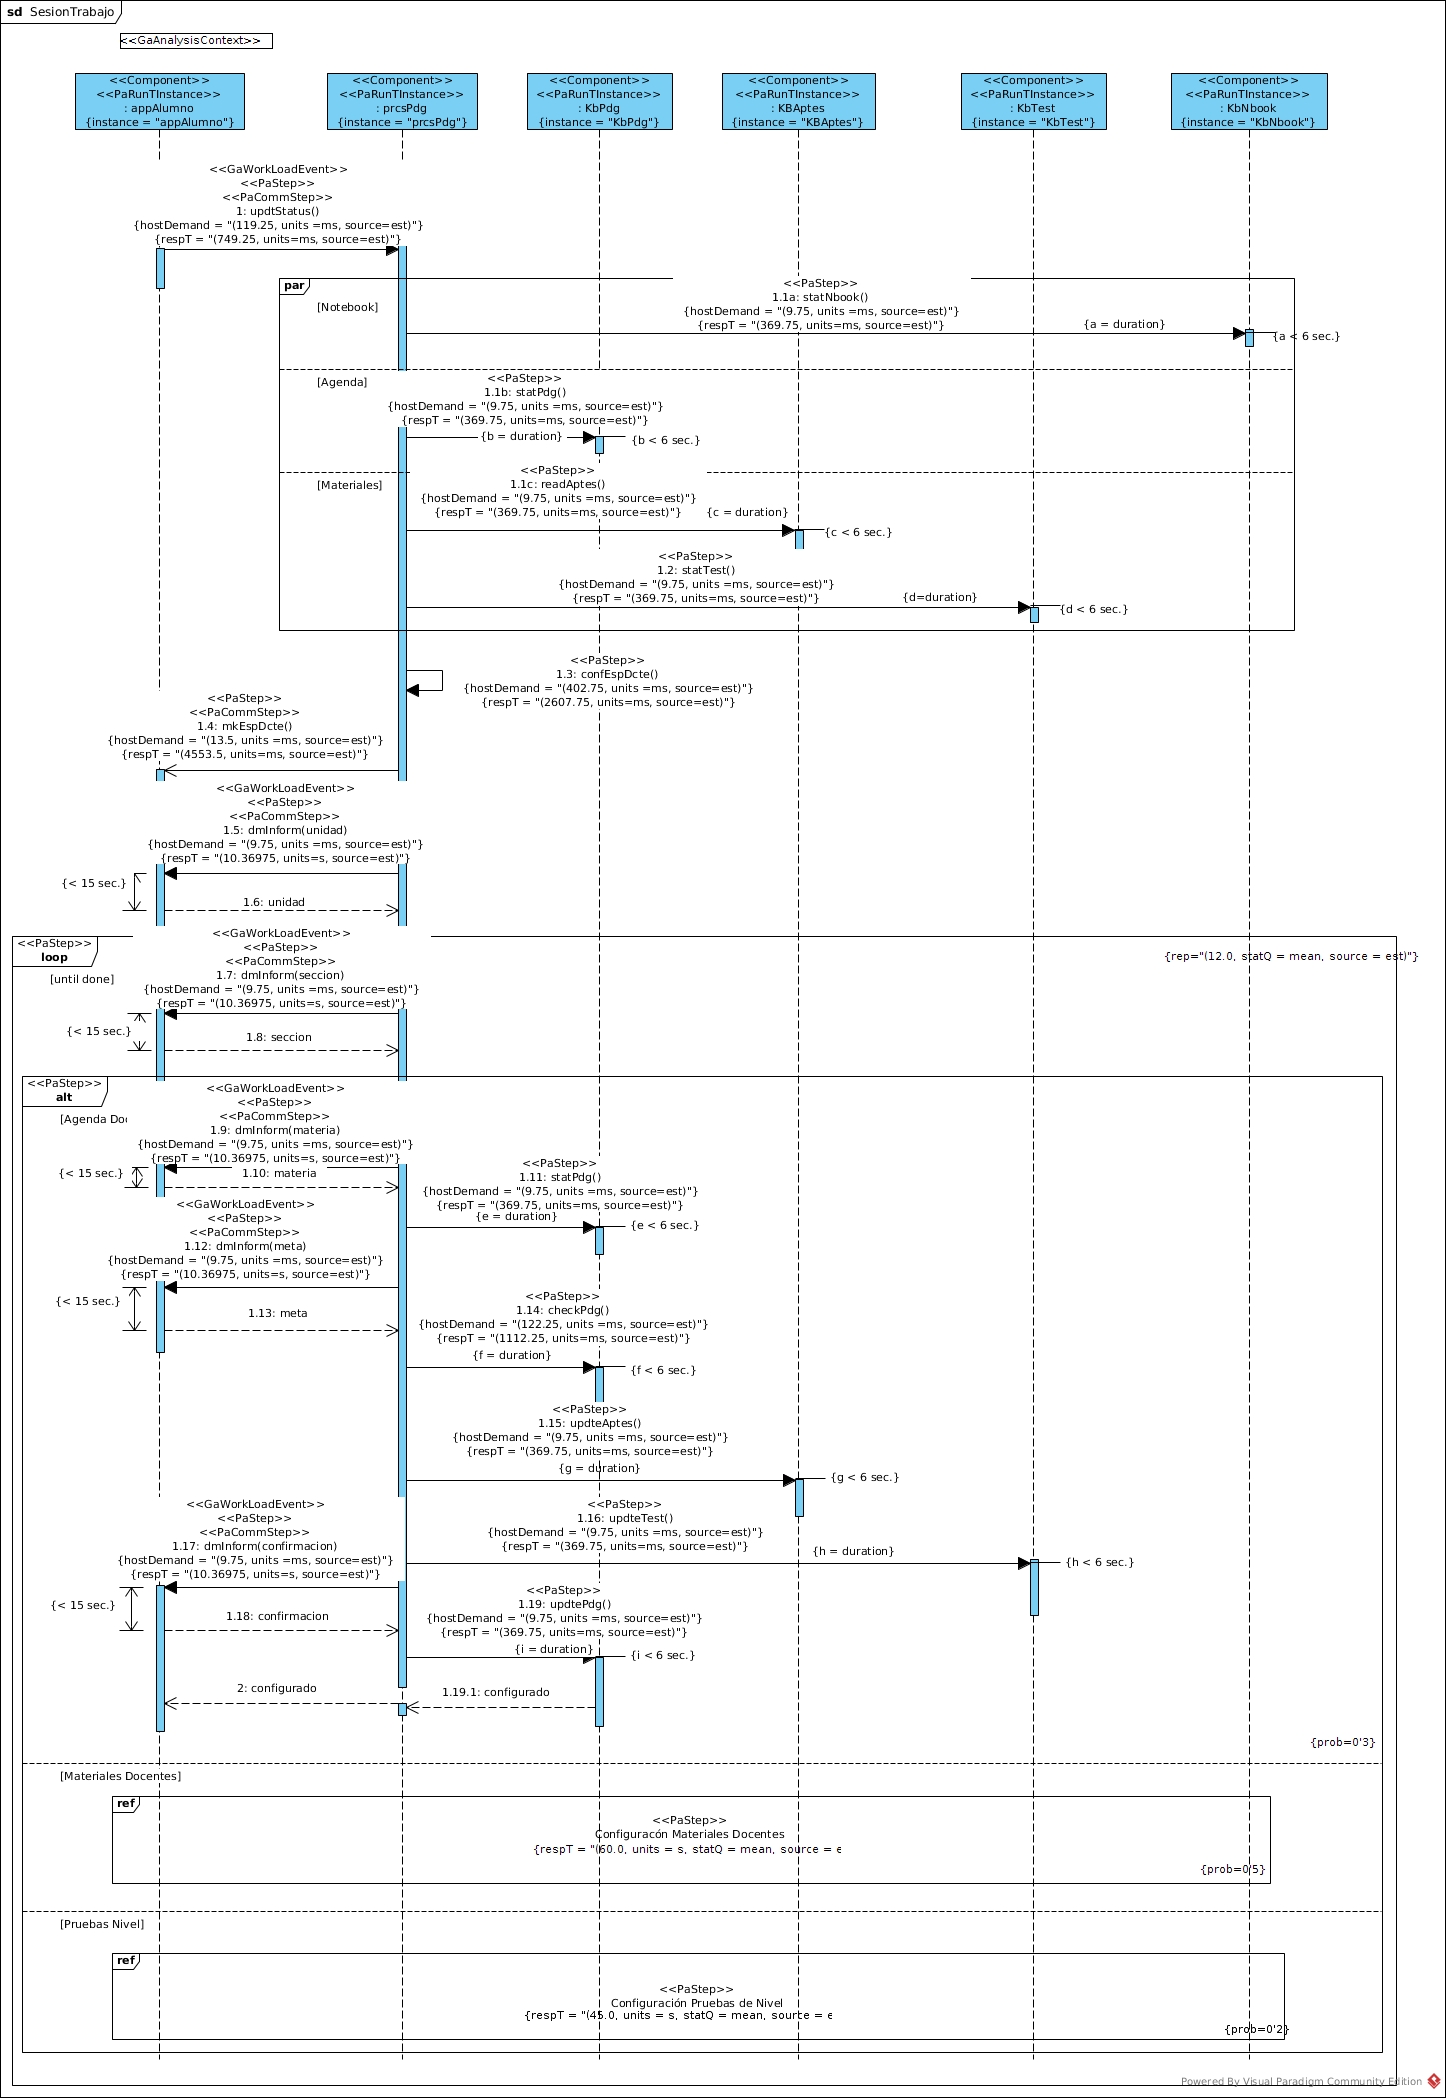 sd SesionTrabajo
<<GaAnalysisContext>>
<<Component>>
<<PaRunTInstance>>
: appAlumno
{instance = "appAlumno"}
<<Component>>
<<PaRunTInstance>>
: prcsPdg
{instance = "prcsPdg"}
<<Component>>
<<PaRunTInstance>>
: KbPdg
{instance = "KbPdg"}
<<Component>>
<<PaRunTInstance>>
: KBAptes
{instance = "KBAptes"}
<<Component>>
<<PaRunTInstance>>
: KbTest
{instance = "KbTest"}
<<Component>>
<<PaRunTInstance>>
: KbNbook
{instance = "KbNbook"}
<<GaWorkLoadEvent>>
<<PaStep>>
<<PaCommStep>>
1: updtStatus()
{hostDemand = "(119.25, units =ms, source=est)"}
{respT = "(749.25, units=ms, source=est)"}
par
[Notebook]
<<PaStep>>
1.1a: statNbook()
{hostDemand = "(9.75, units =ms, source=est)"}
{respT = "(369.75, units=ms, source=est)"}
{a = duration}
{a < 6 sec.}
[Agenda]
<<PaStep>>
1.1b: statPdg()
{hostDemand = "(9.75, units =ms, source=est)"}
{respT = "(369.75, units=ms, source=est)"}
{b = duration}
{b < 6 sec.}
[Materiales]
<<PaStep>>
1.1c: readAptes()
{hostDemand = "(9.75, units =ms, source=est)"}
{respT = "(369.75, units=ms, source=est)"}
{c = duration}
{c < 6 sec.}
<<PaStep>>
1.2: statTest()
{hostDemand = "(9.75, units =ms, source=est)"}
{respT = "(369.75, units=ms, source=est)"}
{d=duration}
{d < 6 sec.}
<<PaStep>>
1.3: confEspDcte()
{hostDemand = "(402.75, units =ms, source=est)"}
{respT = "(2607.75, units=ms, source=est)"}
<<PaStep>>
<<PaCommStep>>
1.4: mkEspDcte()
{hostDemand = "(13.5, units =ms, source=est)"}
{respT = "(4553.5, units=ms, source=est)"}
<<GaWorkLoadEvent>>
<<PaStep>>
<<PaCommStep>>
1.5: dmInform(unidad)
{hostDemand = "(9.75, units =ms, source=est)"}
{respT = "(10.36975, units=s, source=est)"}
{< 15 sec.}
1.6: unidad
<<PaStep>>
loop
{rep="(12.0, statQ = mean, source = est)"}
[until done]
<<GaWorkLoadEvent>>
<<PaStep>>
<<PaCommStep>>
1.7: dmInform(seccion)
{hostDemand = "(9.75, units =ms, source=est)"}
{respT = "(10.36975, units=s, source=est)"}
{< 15 sec.}
1.8: seccion
<<PaStep>>
alt
[Agenda Doc
<<GaWorkLoadEvent>>
<<PaStep>>
<<PaCommStep>>
1.9: dmInform(materia)
{hostDemand = "(9.75, units =ms, source=est)"}
{respT = "(10.36975, units=s, source=est)"}
{< 15 sec.}
1.10: materia
<<PaStep>>
1.11: statPdg()
{hostDemand = "(9.75, units =ms, source=est)"}
{respT = "(369.75, units=ms, source=est)"}
{e = duration}
{e < 6 sec.}
<<GaWorkLoadEvent>>
<<PaStep>>
<<PaCommStep>>
1.12: dmInform(meta)
{hostDemand = "(9.75, units =ms, source=est)"}
{respT = "(10.36975, units=s, source=est)"}
{< 15 sec.}
1.13: meta
<<PaStep>>
1.14: checkPdg()
{hostDemand = "(122.25, units =ms, source=est)"}
{respT = "(1112.25, units=ms, source=est)"}
{f = duration}
{f < 6 sec.}
<<PaStep>>
1.15: updteAptes()
{hostDemand = "(9.75, units =ms, source=est)"}
{respT = "(369.75, units=ms, source=est)"}
{g = duration}
{g < 6 sec.}
<<PaStep>>
1.16: updteTest()
{hostDemand = "(9.75, units =ms, source=est)"}
{respT = "(369.75, units=ms, source=est)"}
{h = duration}
{h < 6 sec.}
<<GaWorkLoadEvent>>
<<PaStep>>
<<PaCommStep>>
1.17: dmInform(confirmacion)
{hostDemand = "(9.75, units =ms, source=est)"}
{respT = "(10.36975, units=s, source=est)"}
{< 15 sec.}
1.18: confirmacion
<<PaStep>>
1.19: updtePdg()
{hostDemand = "(9.75, units =ms, source=est)"}
{respT = "(369.75, units=ms, source=est)"}
{i = duration}
{i < 6 sec.}
2: configurado
1.19.1: configurado
{prob=0'3}
[Materiales Docentes]
ref
<<PaStep>>
Configuracón Materiales Docentes
{respT = "(60.0, units = s, statQ = mean, source = e
{prob=0'5}
[Pruebas Nivel]
ref
<<PaStep>>
Configuración Pruebas de Nivel
{respT = "(45.0, units = s, statQ = mean, source = e
{prob=0'2}
Powered By Visual Paradigm Community Edition